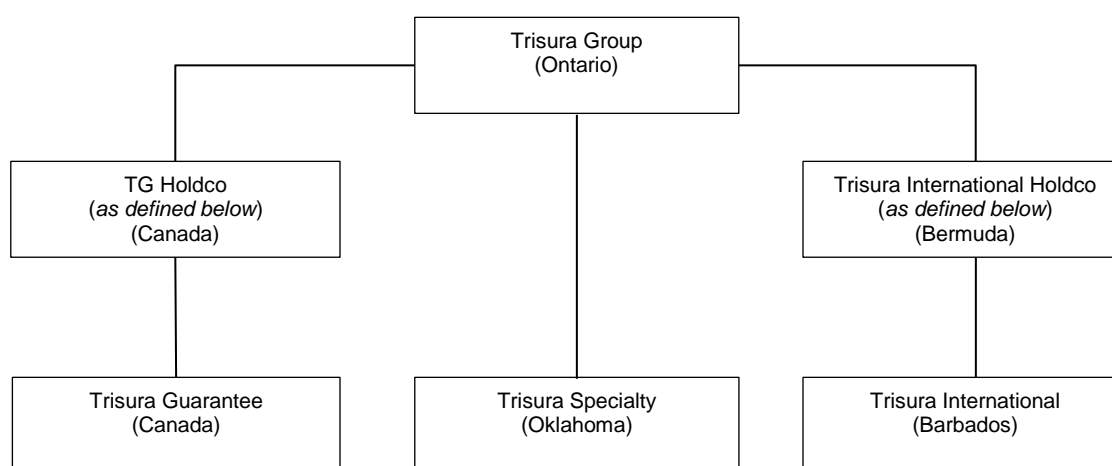 Trisura Group
(Ontario)
TG Holdco
(as defined below)
(Canada)
Trisura International Holdco
(as defined below)
(Bermuda)
Trisura Guarantee
(Canada)
Trisura Specialty
(Oklahoma)
Trisura International
(Barbados)